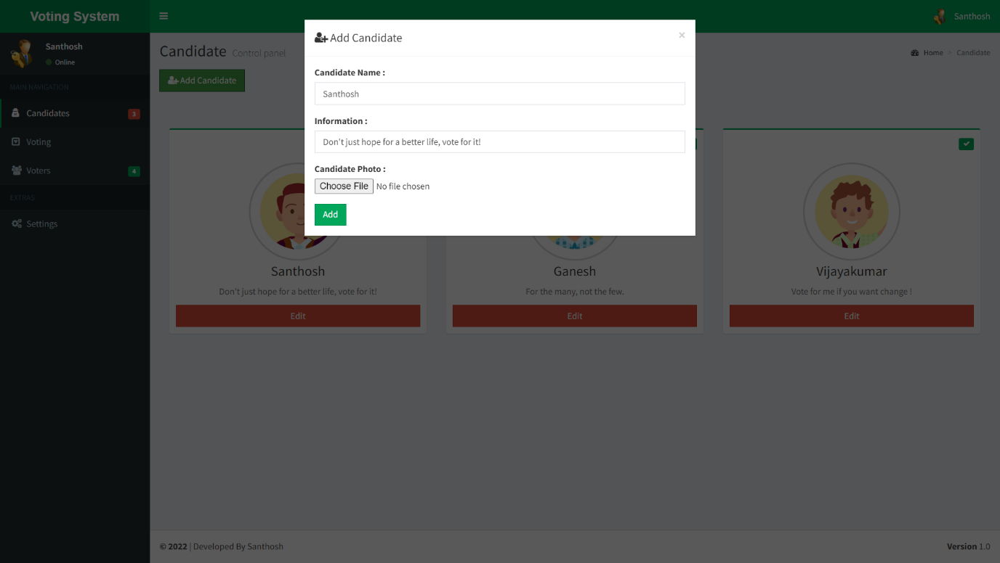 Voting System
Santhosh
Santhosh
Online
MAIN NAVIGATION
Candidates 3
Voting
Voters 4
EXTRAS
Settings
Candidate Control panel
Home > Candidate
Add Candidate
Add Candidate ×
Candidate Name :
Santhosh
Information :
Don't just hope for a better life, vote for it!
Candidate Photo :
Choose File No file chosen
Add
Santhosh
Don't just hope for a better life, vote for it!
Edit
Ganesh
For the many, not the few.
Edit
Vijayakumar
Vote for me if you want change !
Edit
© 2022 | Developed By Santhosh
Version 1.0